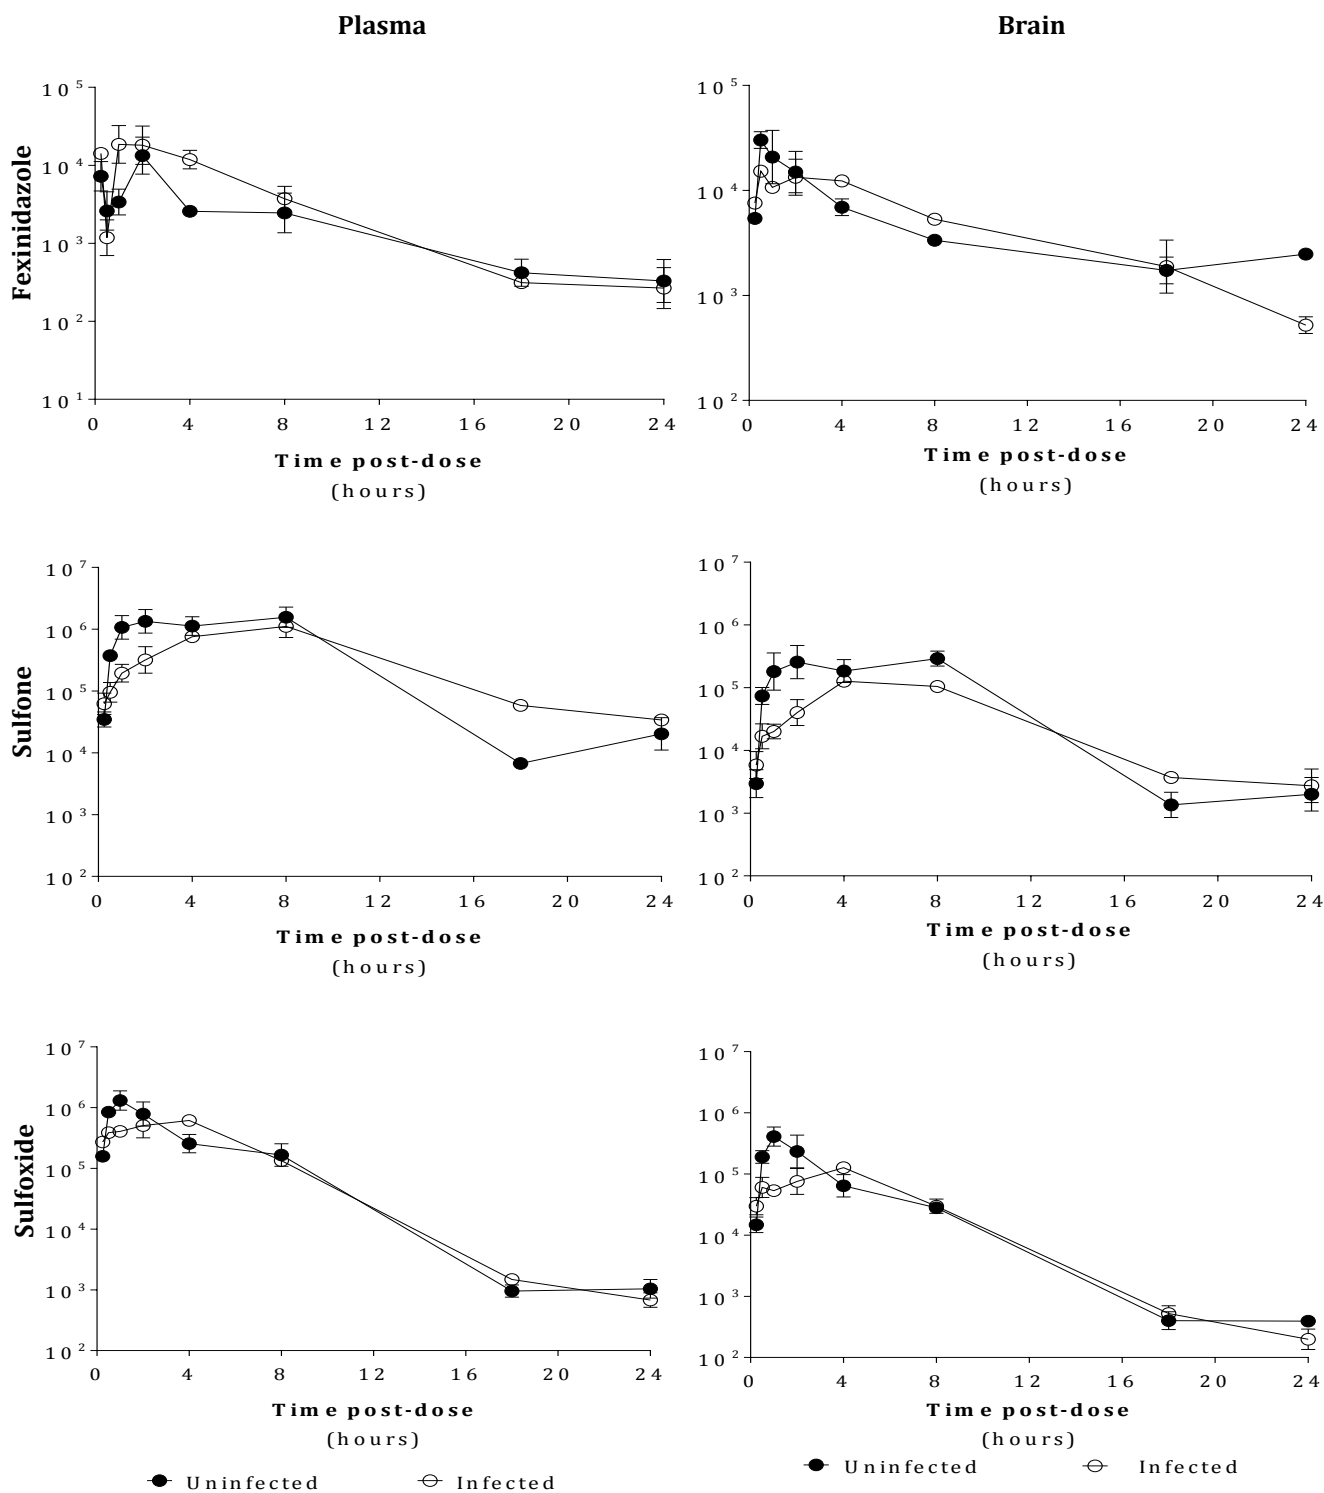 Plasma
Brain
Fexinidazole
10⁵
10⁴
10³
10²
10¹
0 4 8 12 16 20 24
Time post-dose
(hours)
10⁵
10⁴
10³
10²
0 4 8 12 16 20 24
Time post-dose
(hours)
Sulfone
10⁷
10⁶
10⁵
10⁴
10³
10²
0 4 8 12 16 20 24
Time post-dose
(hours)
10⁷
10⁶
10⁵
10⁴
10³
10²
0 4 8 12 16 20 24
Time post-dose
(hours)
Sulfoxide
10⁷
10⁶
10⁵
10⁴
10³
10²
0 4 8 12 16 20 24
Time post-dose
(hours)
10⁷
10⁶
10⁵
10⁴
10³
10²
0 4 8 12 16 20 24
Time post-dose
(hours)
Uninfected Infected
Uninfected Infected